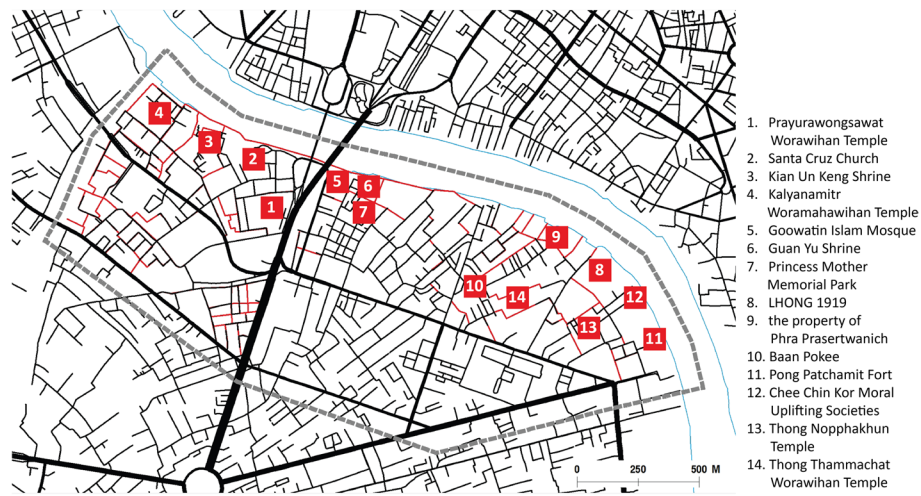 4
3
2
1
5
6
7
9
8
10
14
12
13
11
0 250 500 M
1. Prayurawongsawat
Worawihan Temple
2. Santa Cruz Church
3. Kian Un Keng Shrine
4. Kalyanamitr
Woramahawihan Temple
5. Goowatin Islam Mosque
6. Guan Yu Shrine
7. Princess Mother
Memorial Park
8. LHONG 1919
9. the property of
Phra Prasertwanich
10. Baan Pokee
11. Pong Patchamit Fort
12. Chee Chin Kor Moral
Uplifting Societies
13. Thong Nopphakhun
Temple
14. Thong Thammachat
Worawihan Temple